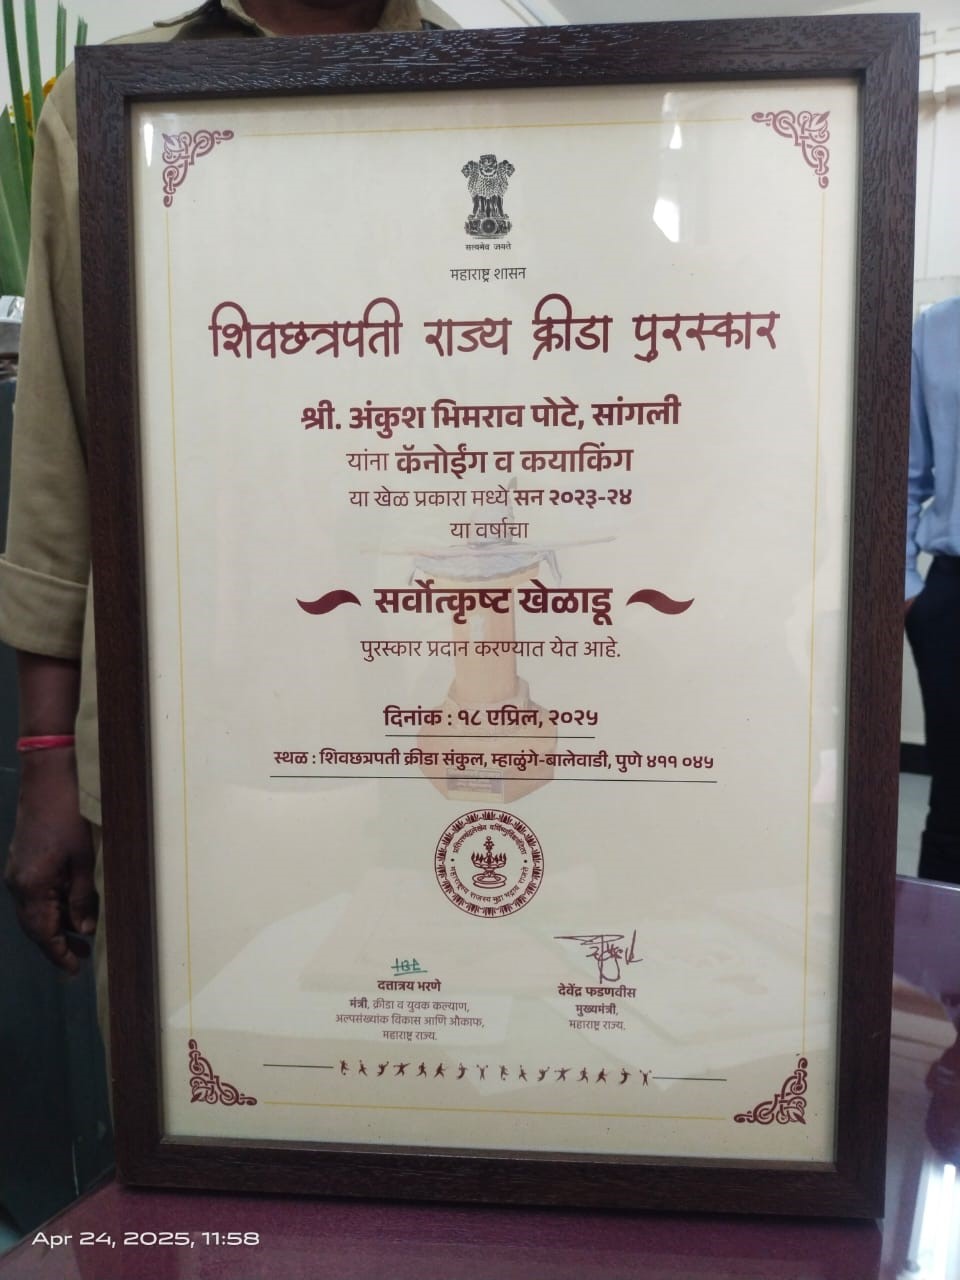 सत्यमेव जयते
महाराष्ट्र शासन
शिवछत्रपती राज्य क्रीडा पुरस्कार
श्री. अंकुश भिमराव पोटे, सांगली
यांना कॅनोईंग व कयाकिंग
या खेळ प्रकारा मध्ये सन २०२३-२४
या वर्षाचा
सर्वोत्कृष्ट खेळाडू
पुरस्कार प्रदान करण्यात येत आहे.
दिनांक : १८ एप्रिल, २०२५
स्थळ : शिवछत्रपती क्रीडा संकुल, म्हाळुंगे-बालेवाडी, पुणे ४११ ०४५
दत्तात्रय भरणे
मंत्री, क्रीडा व युवक कल्याण,
अल्पसंख्यांक विकास आणि औकाफ,
महाराष्ट्र राज्य.
देवेंद्र फडणवीस
मुख्यमंत्री,
महाराष्ट्र राज्य.
Apr 24, 2025, 11:58